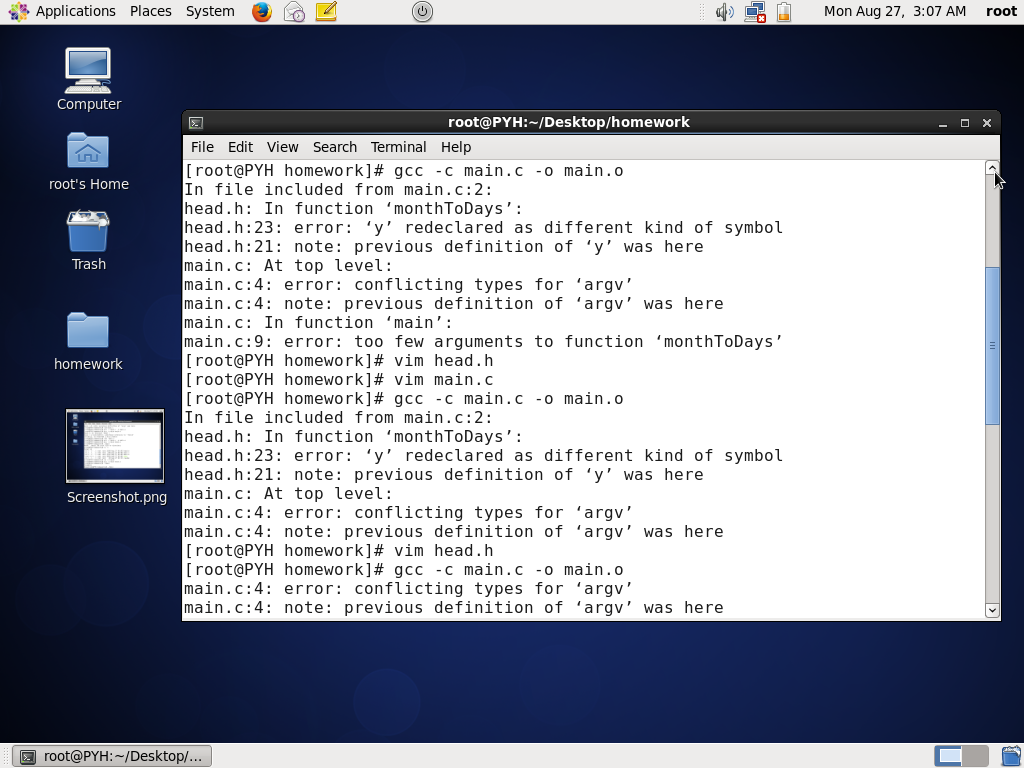 Applications Places System
Mon Aug 27, 3:07 AM root
Computer
root's Home
Trash
homework
Screenshot.png
root@PYH:~/Desktop/homework
File Edit View Search Terminal Help
[root@PYH homework]# gcc -c main.c -o main.o
In file included from main.c:2:
head.h: In function ‘monthToDays’:
head.h:23: error: ‘y’ redeclared as different kind of symbol
head.h:21: note: previous definition of ‘y’ was here
main.c: At top level:
main.c:4: error: conflicting types for ‘argv’
main.c:4: note: previous definition of ‘argv’ was here
main.c: In function ‘main’:
main.c:9: error: too few arguments to function ‘monthToDays’
[root@PYH homework]# vim head.h
[root@PYH homework]# vim main.c
[root@PYH homework]# gcc -c main.c -o main.o
In file included from main.c:2:
head.h: In function ‘monthToDays’:
head.h:23: error: ‘y’ redeclared as different kind of symbol
head.h:21: note: previous definition of ‘y’ was here
main.c: At top level:
main.c:4: error: conflicting types for ‘argv’
main.c:4: note: previous definition of ‘argv’ was here
[root@PYH homework]# vim head.h
[root@PYH homework]# gcc -c main.c -o main.o
main.c:4: error: conflicting types for ‘argv’
main.c:4: note: previous definition of ‘argv’ was here
root@PYH:~/Desktop/...